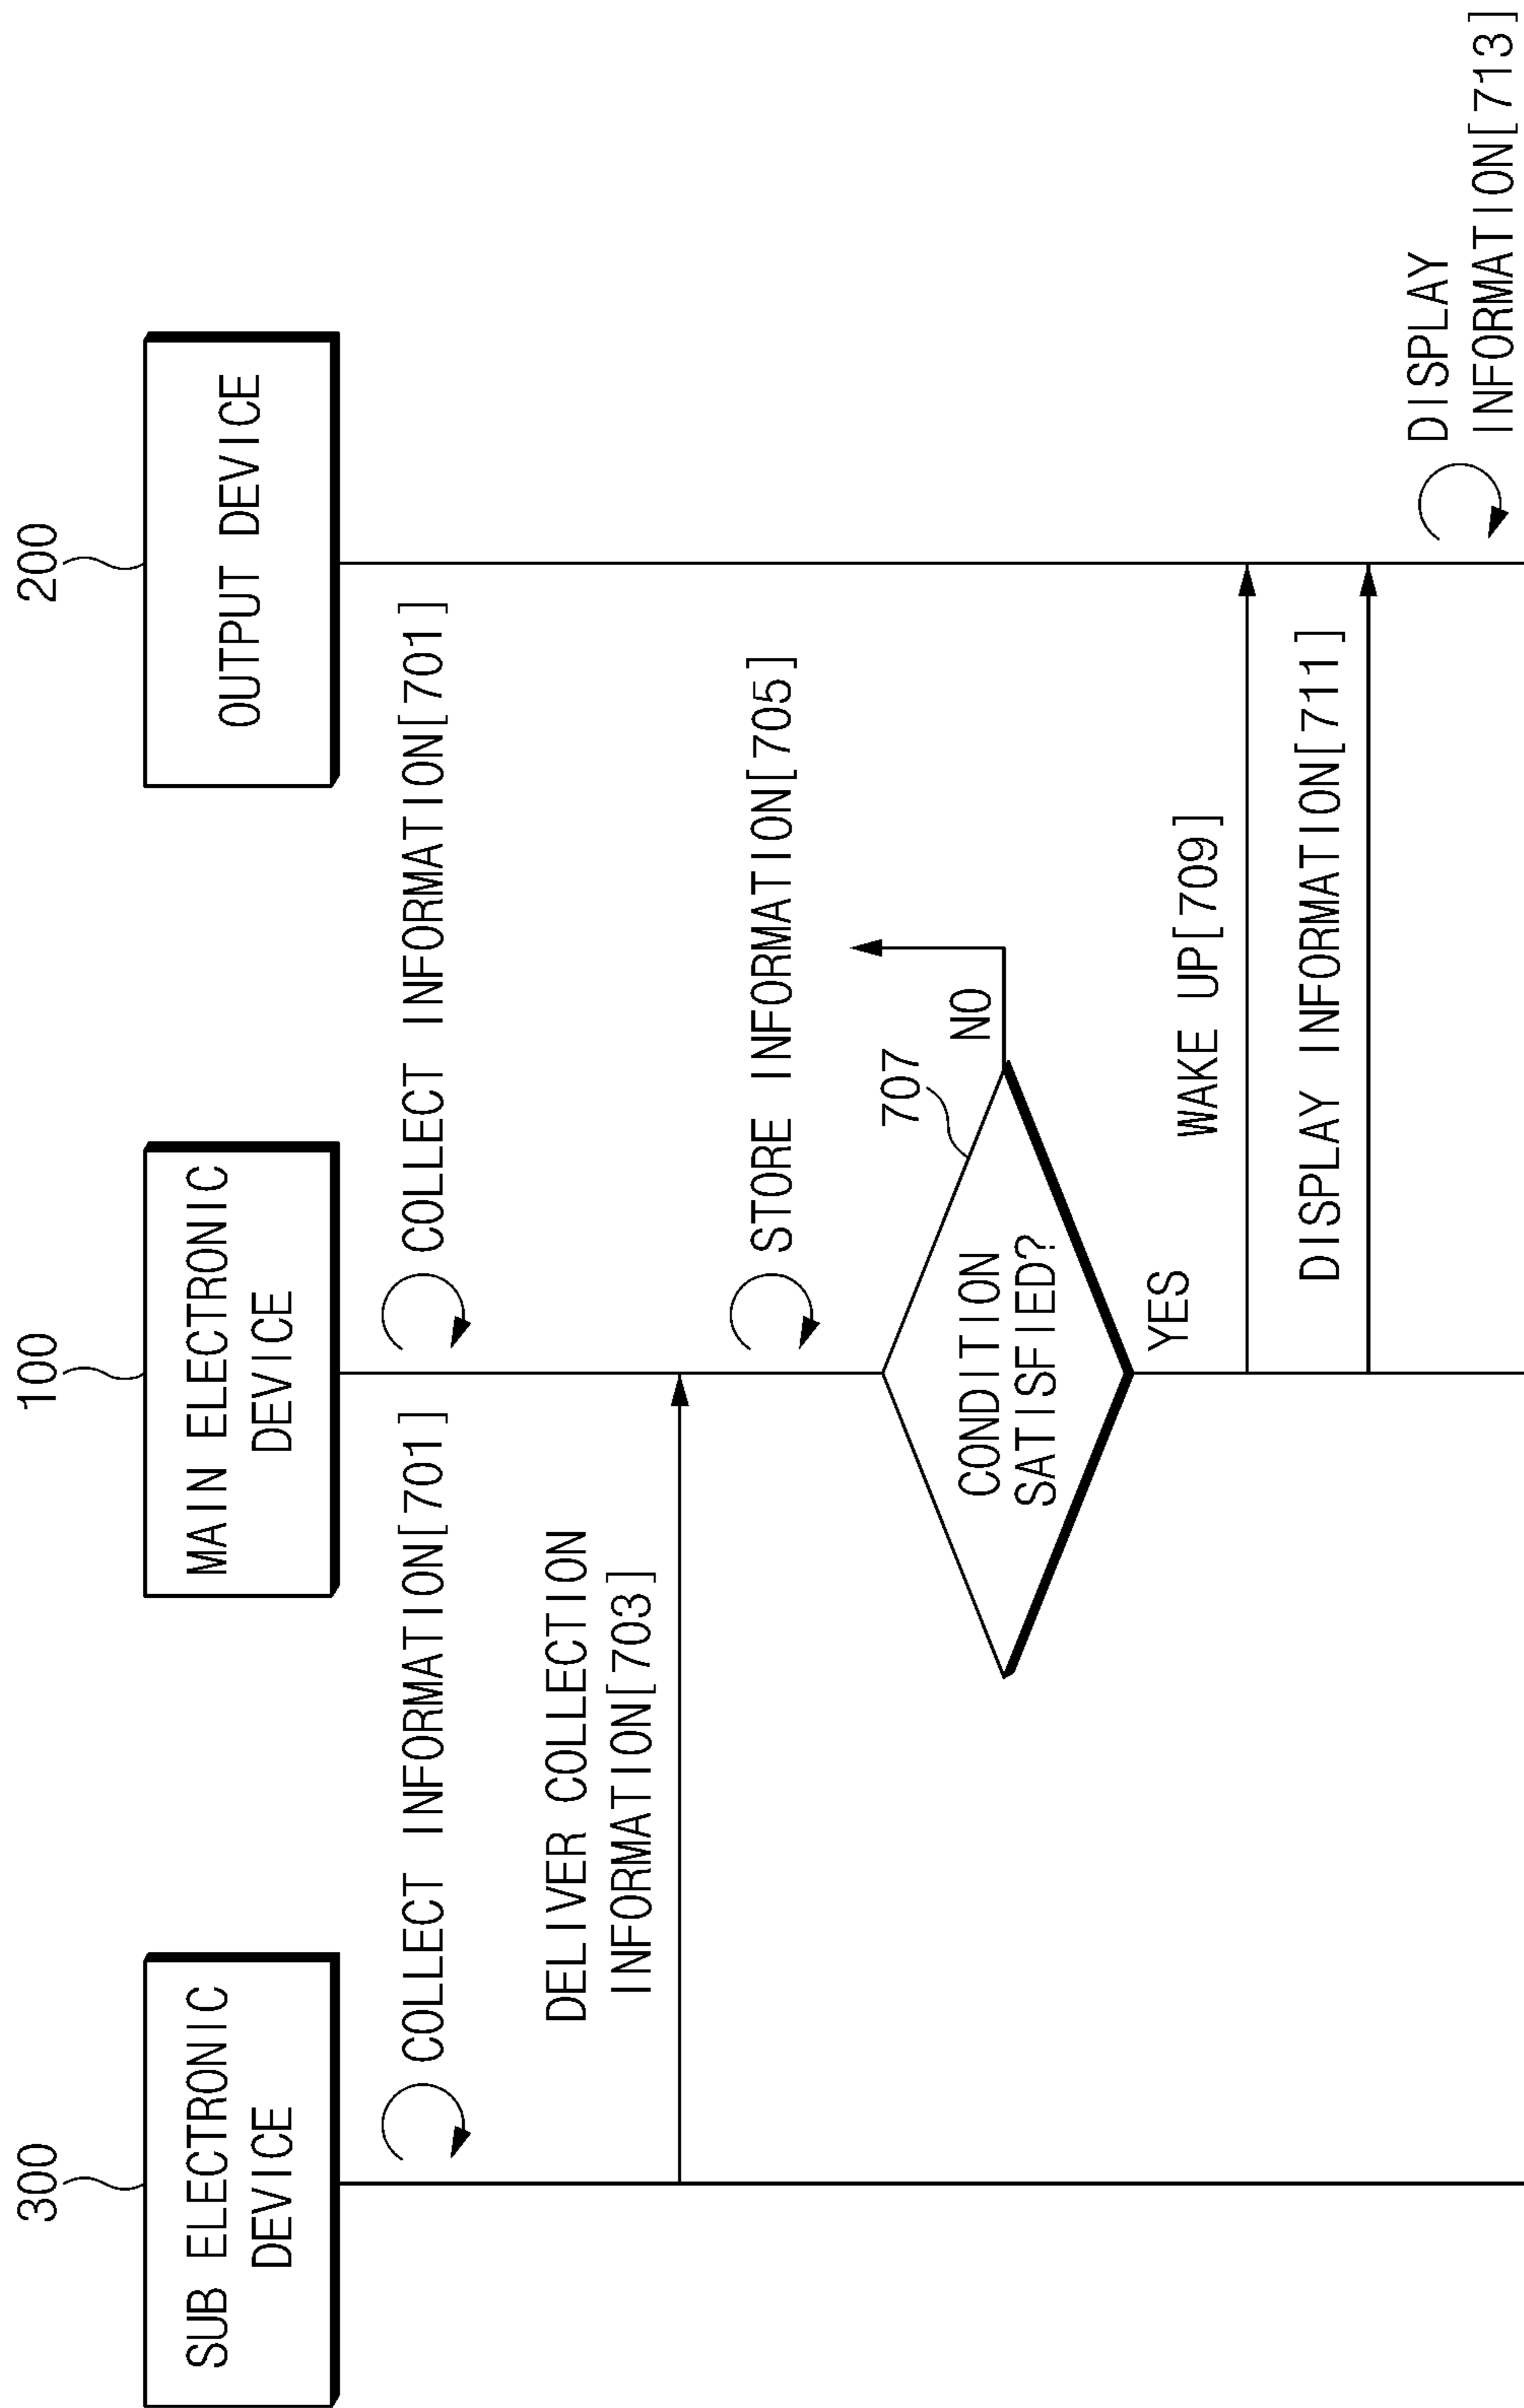 300
100
200
SUB ELECTRONIC
DEVICE
MAIN ELECTRONIC
DEVICE
OUTPUT DEVICE
COLLECT INFORMATION[701]
COLLECT INFORMATION[701]
DELIVER COLLECTION
INFORMATION[703]
STORE INFORMATION[705]
707
CONDITION
SATISFIED?
NO
YES
WAKE UP[709]
DISPLAY INFORMATION[711]
DISPLAY
INFORMATION[713]